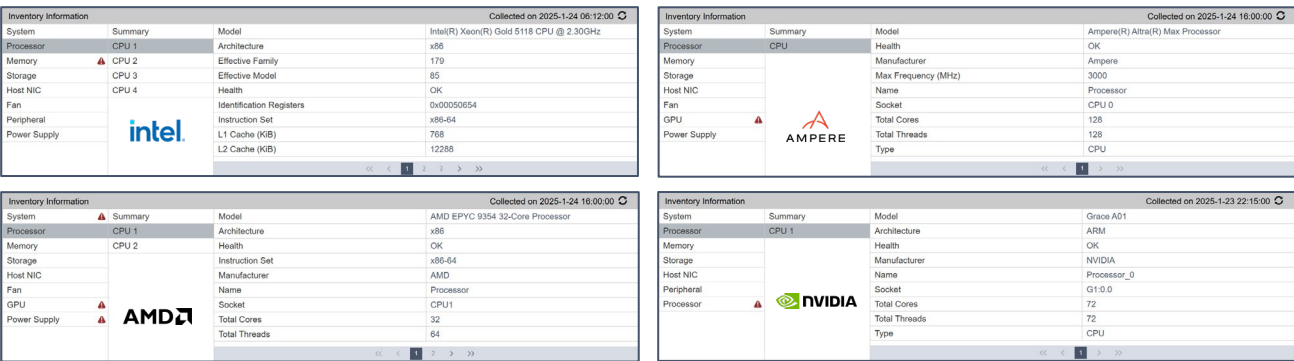 Inventory Information Collected on 2025-1-24 06:12:00
System Summary Model Intel(R) Xeon(R) Gold 5118 CPU @ 2.30GHz
Processor CPU 1 Architecture x86
Memory CPU 2 Effective Family 179
Storage CPU 3 Effective Model 85
Host NIC CPU 4 Health OK
Fan Identification Registers 0x00050654
Peripheral Instruction Set x86-64
Power Supply L1 Cache (KiB) 768
L2 Cache (KiB) 12288
intel.
<< < 1 2 3 > >>
Inventory Information Collected on 2025-1-24 16:00:00
System Summary Model Ampere(R) Altra(R) Max Processor
Processor CPU Health OK
Memory Manufacturer Ampere
Storage Max Frequency (MHz) 3000
Host NIC Name Processor
Fan Socket CPU 0
GPU Total Cores 128
Power Supply Total Threads 128
Type CPU
AMPERE
<< < 1 > >>
Inventory Information Collected on 2025-1-24 16:00:00
System Summary Model AMD EPYC 9354 32-Core Processor
Processor CPU 1 Architecture x86
Memory CPU 2 Health OK
Storage Instruction Set x86-64
Host NIC Manufacturer AMD
Fan Name Processor
GPU Socket CPU1
Power Supply Total Cores 32
Total Threads 64
AMD
<< < 1 2 > >>
Inventory Information Collected on 2025-1-23 22:15:00
System Summary Model Grace A01
Processor CPU 1 Architecture ARM
Memory Health OK
Storage Manufacturer NVIDIA
Host NIC Name Processor_0
Peripheral Socket G1:0.0
Processor Total Cores 72
Total Threads 72
Type CPU
NVIDIA
<< < 1 > >>